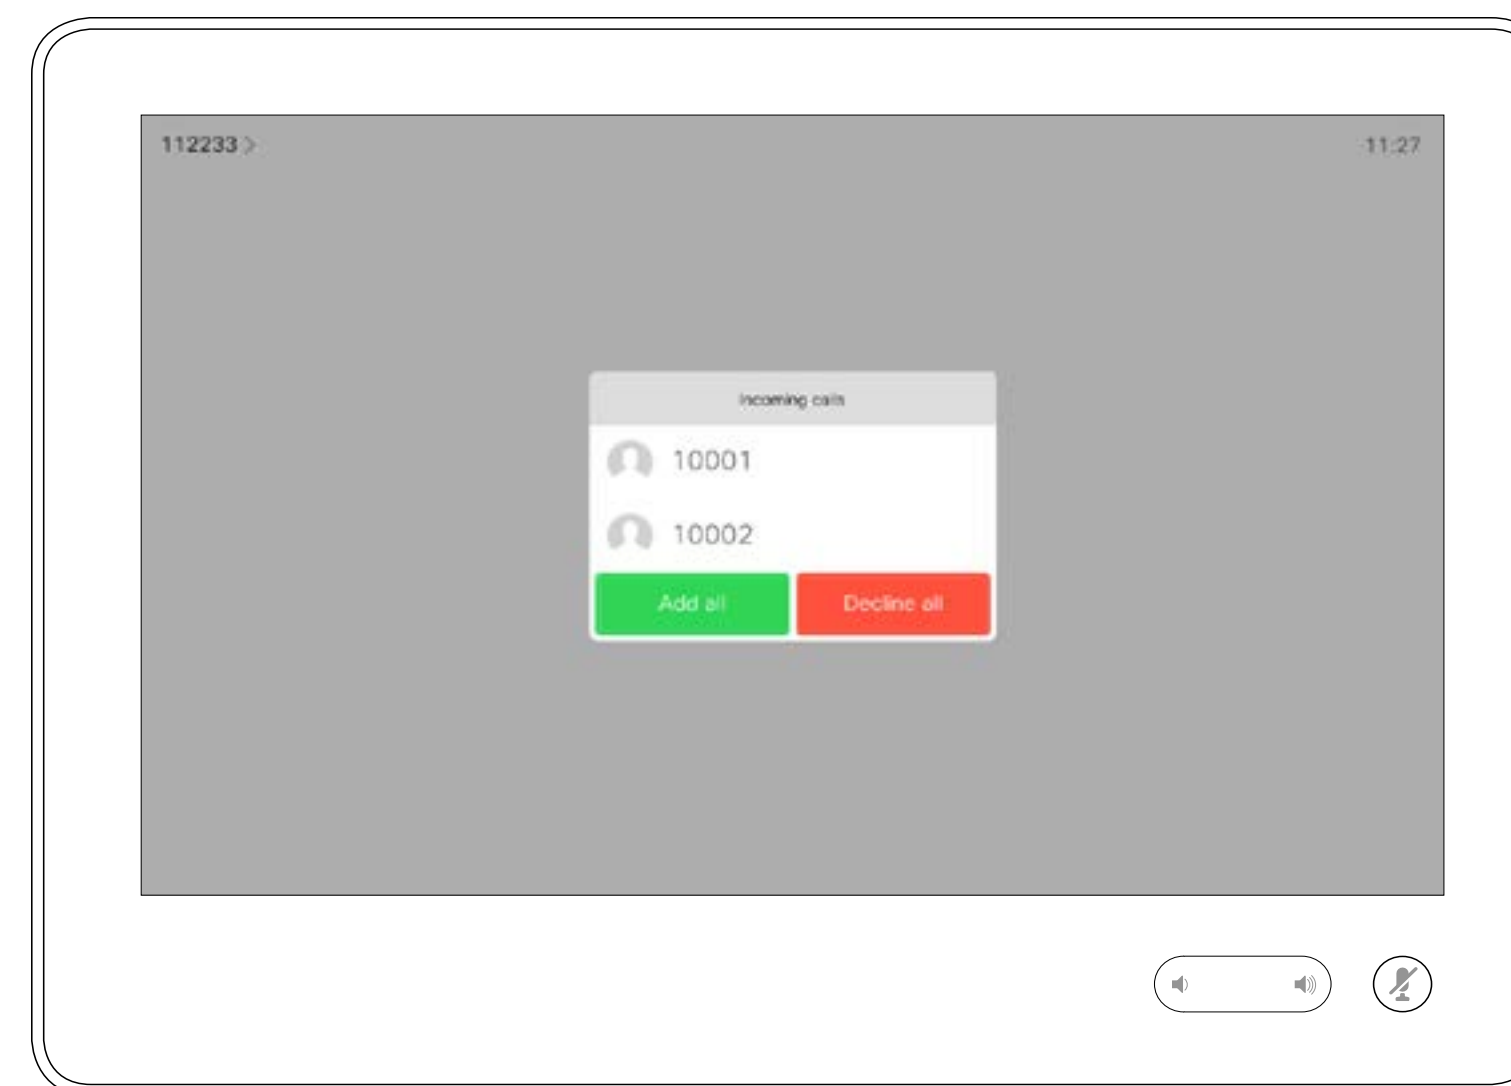 112233 >
11:27
Incoming calls
10001
10002
Add all
Decline all